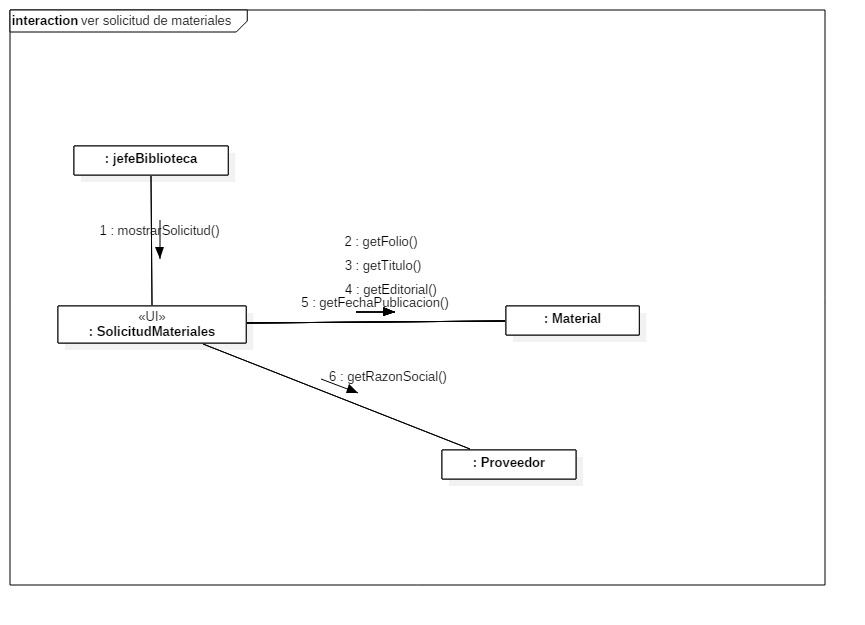 interaction ver solicitud de materiales
: jefeBiblioteca
1 : mostrarSolicitud()
2 : getFolio()
3 : getTitulo()
4 : getEditorial()
5 : getFechaPublicacion()
«UI»
: SolicitudMateriales
: Material
6 : getRazonSocial()
: Proveedor